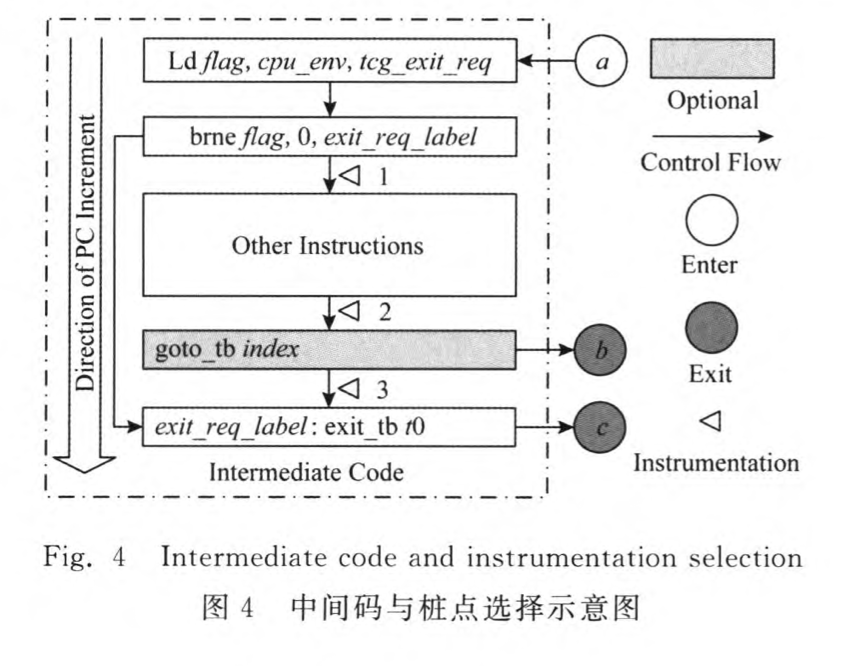 Ld flag, cpu_env, tcg_exit_req
a
Optional
brne flag, 0, exit_req_label
Control Flow
1
Direction of PC Increment
Other Instructions
Enter
2
goto_tb index
b
Exit
3
exit_req_label: exit_tb t0
c
Instrumentation
Intermediate Code
Fig. 4 Intermediate code and instrumentation selection
图 4 中间码与桩点选择示意图